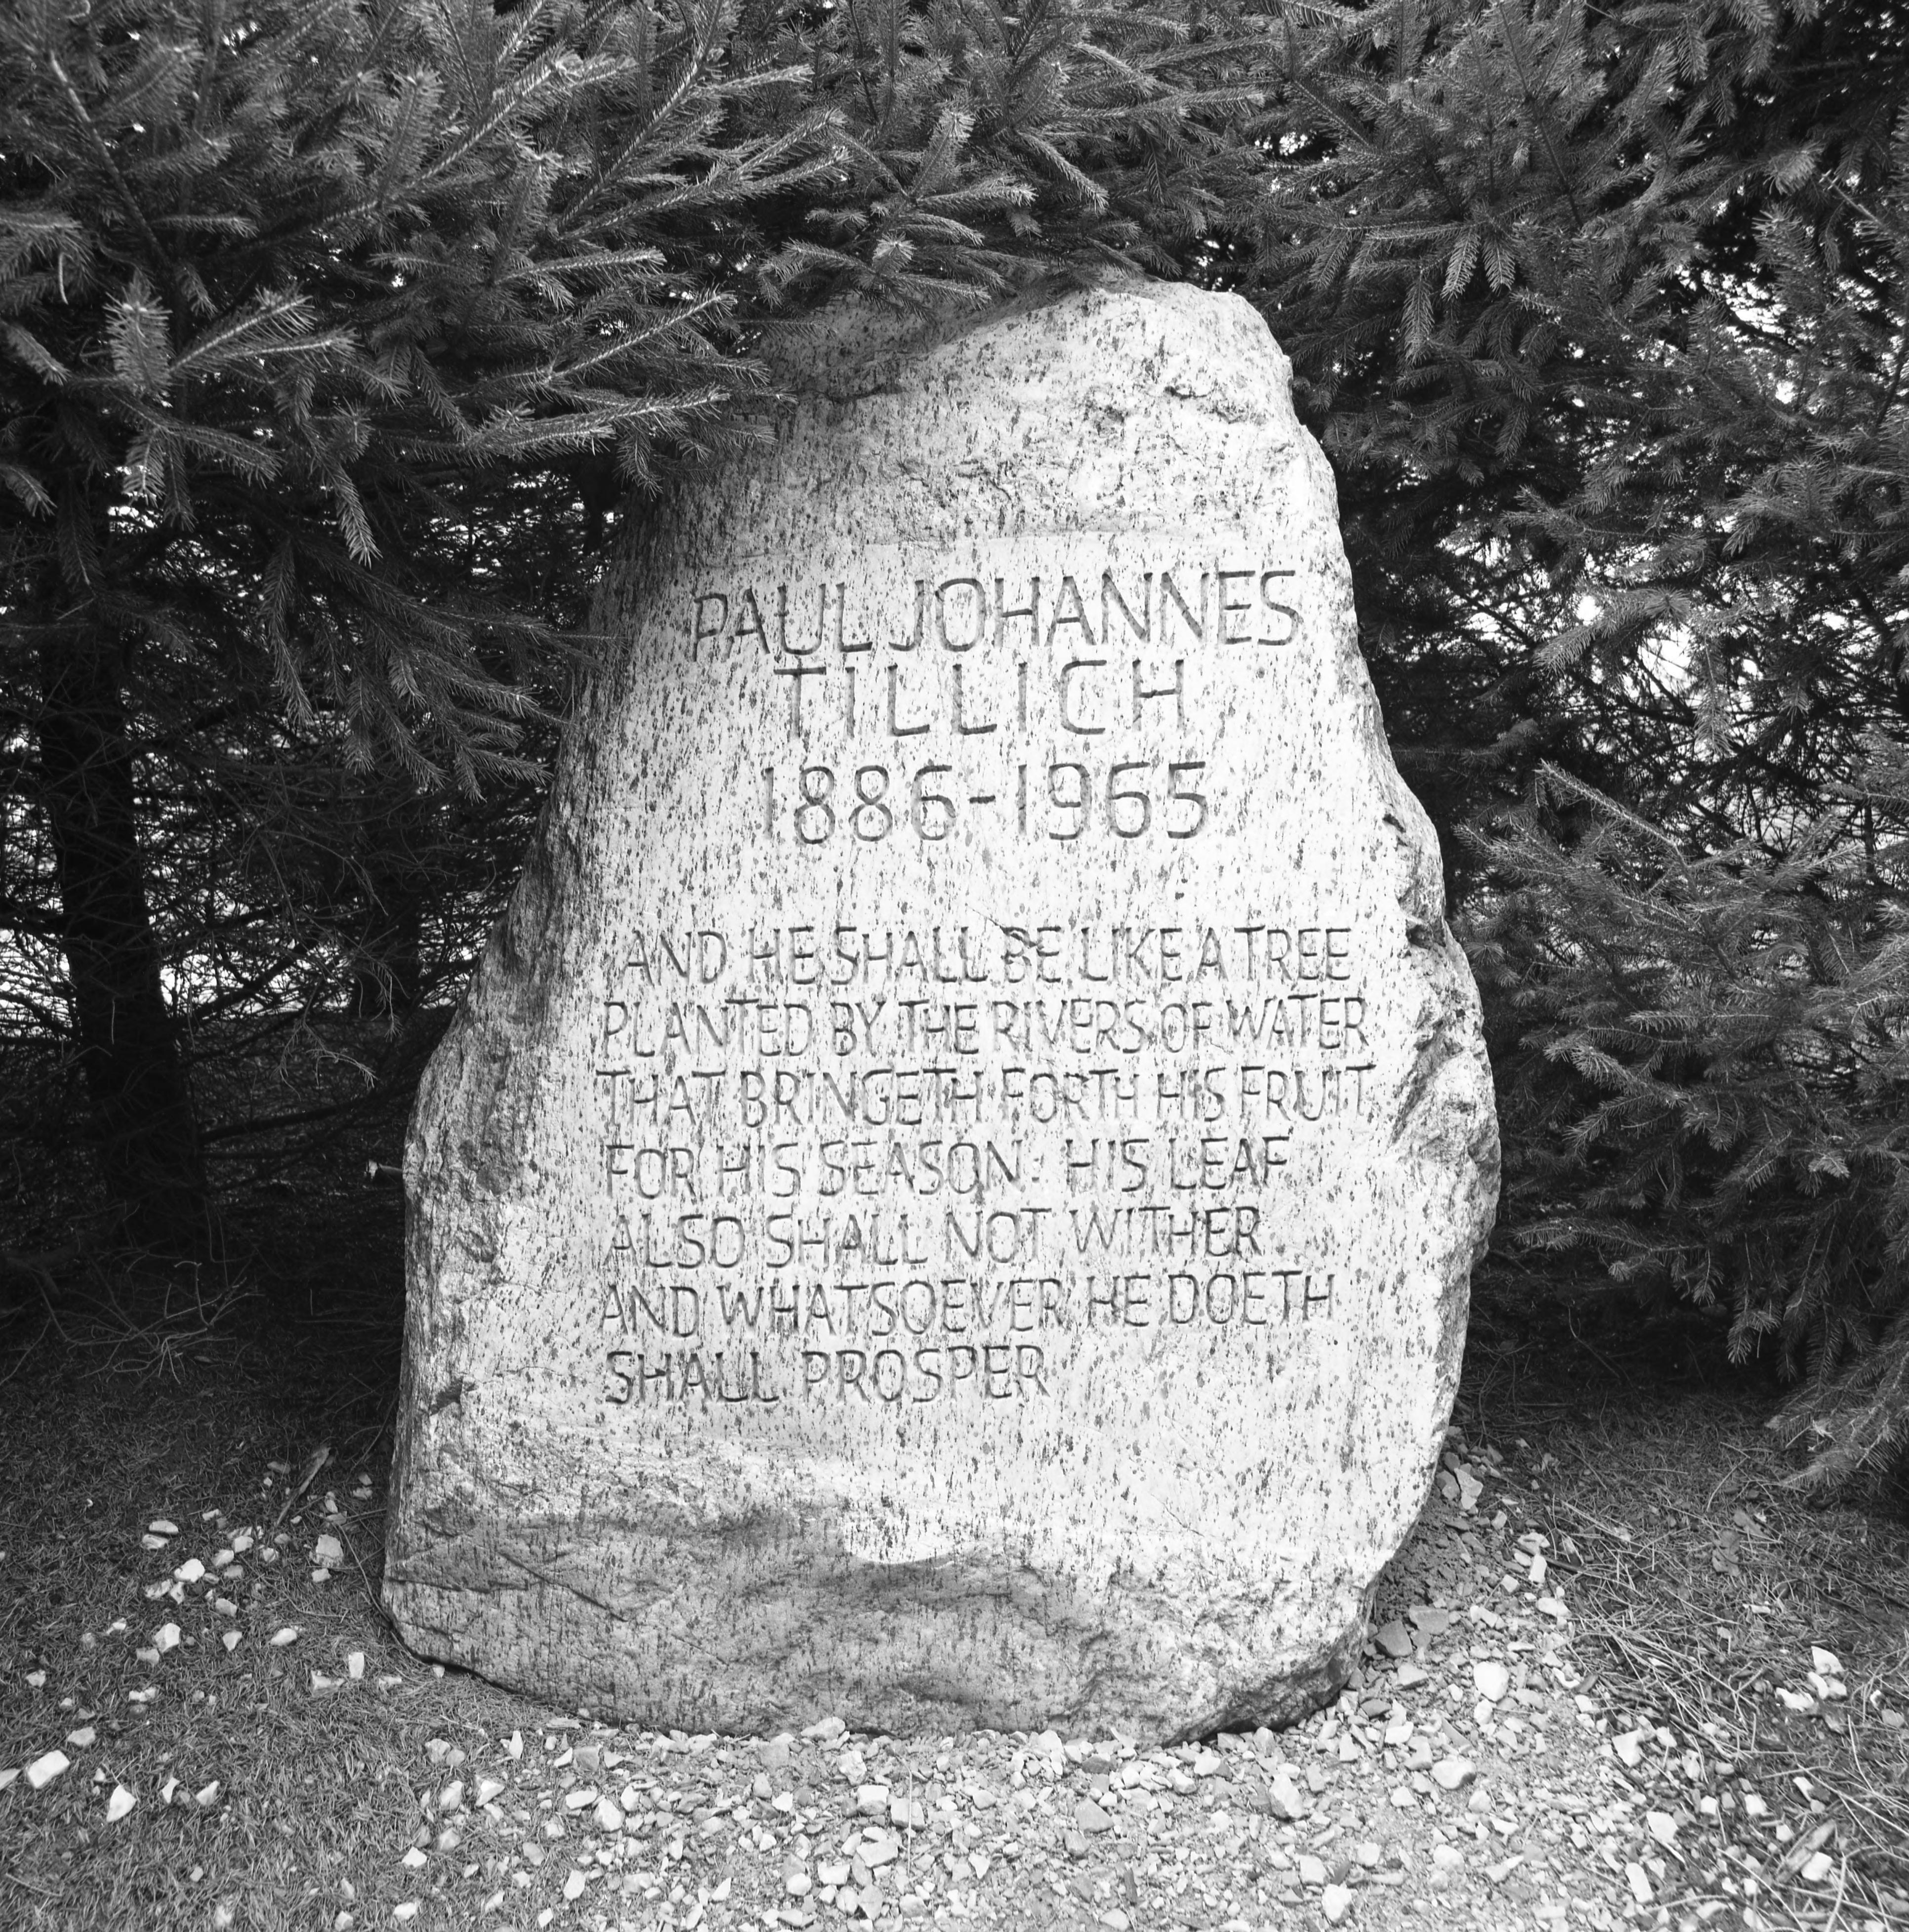 PAUL JOHANNES
TILLICH
1886-1965
AND HE SHALL BE LIKE A TREE
PLANTED BY THE RIVERS OF WATER
THAT BRINGETH FORTH HIS FRUIT
FOR HIS SEASON: HIS LEAF
ALSO SHALL NOT WITHER
AND WHATSOEVER HE DOETH
SHALL PROSPER